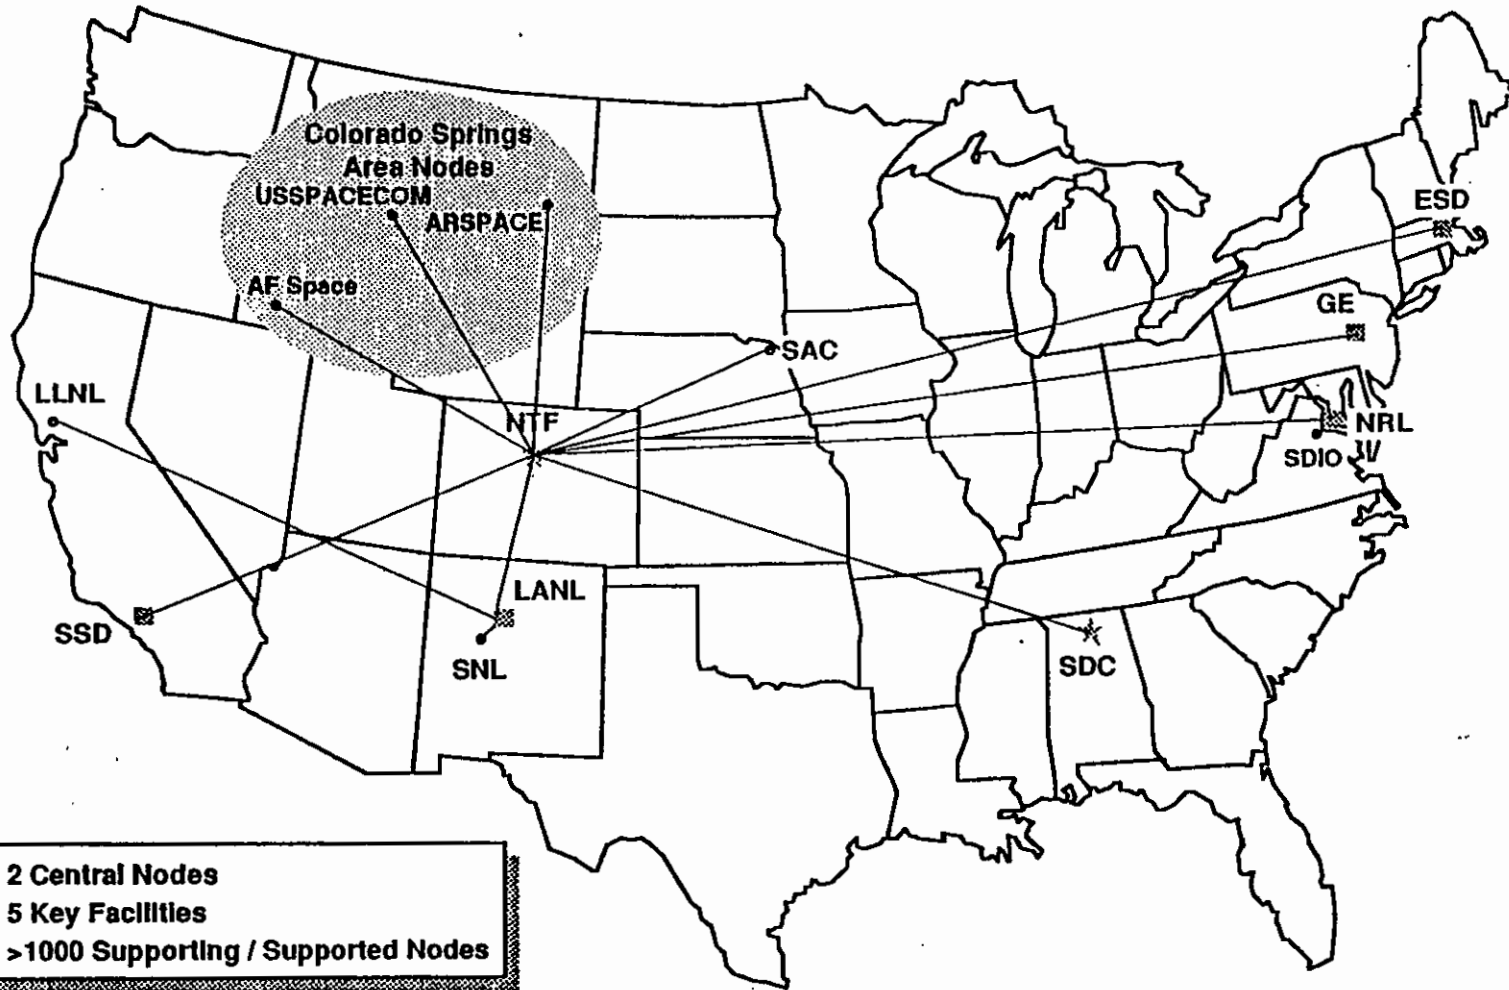 Colorado Springs
Area Nodes
USSPACECOM
ARSPACE
AF Space
ESD
GE
SAC
LLNL
NTF
NRL
SDIO
LANL
SSD
SNL
SDC
2 Central Nodes
5 Key Facilities
>1000 Supporting / Supported Nodes